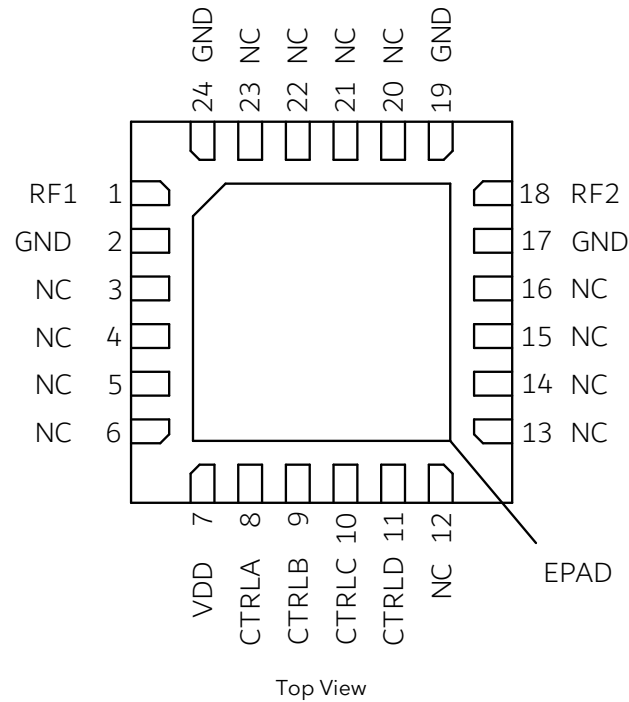 24 GND
23 NC
22 NC
21 NC
20 NC
19 GND
RF1 1
GND 2
NC 3
NC 4
NC 5
NC 6
18 RF2
17 GND
16 NC
15 NC
14 NC
13 NC
7 VDD
8 CTRLA
9 CTRLB
10 CTRLC
11 CTRLD
12 NC
EPAD
Top View